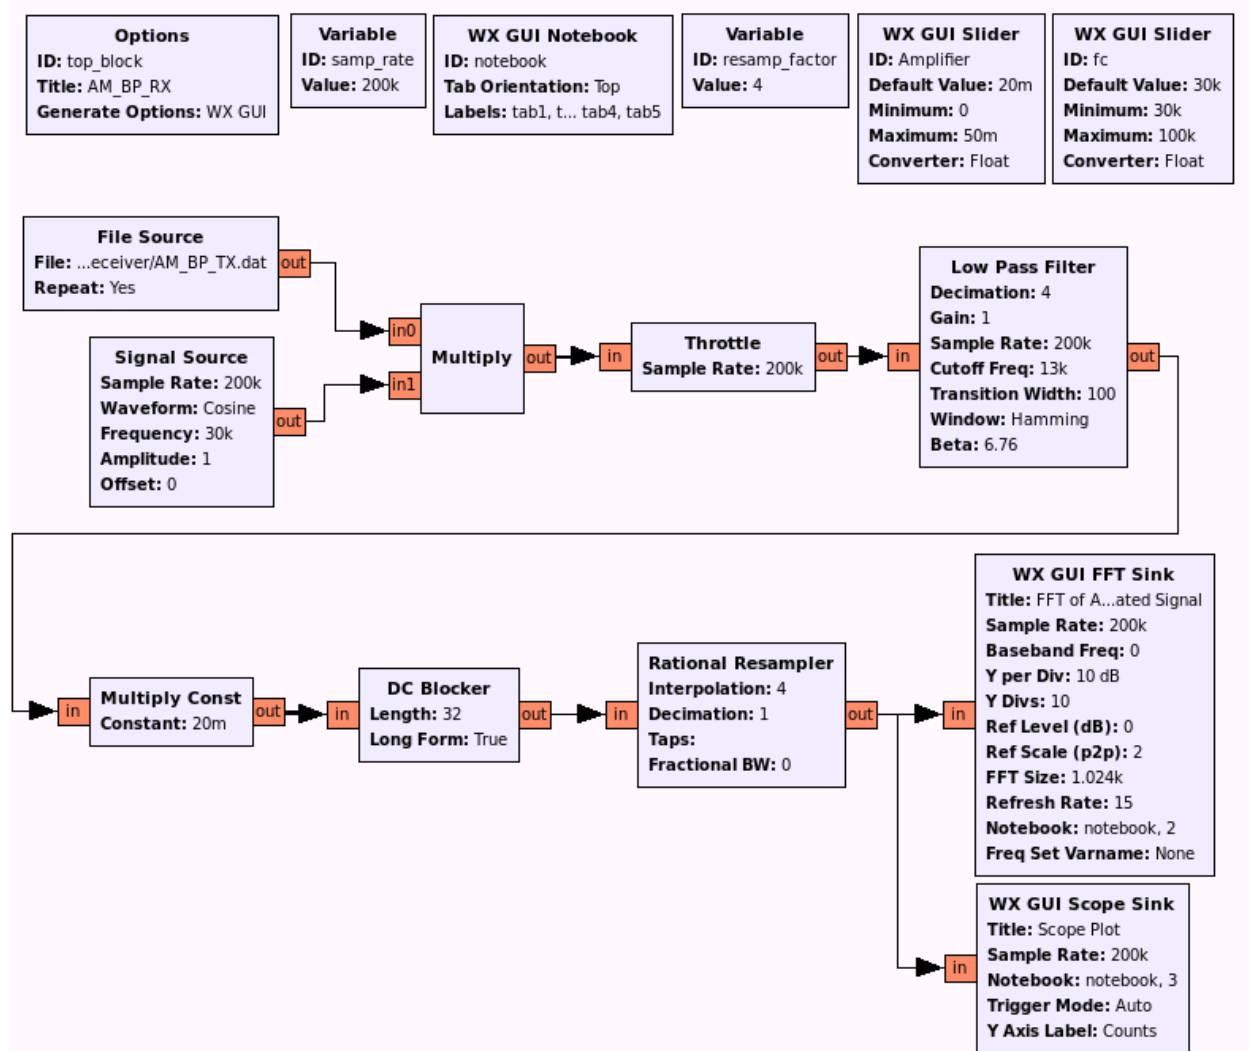 Options
ID: top_block
Title: AM_BP_RX
Generate Options: WX GUI
Variable
ID: samp_rate
Value: 200k
WX GUI Notebook
ID: notebook
Tab Orientation: Top
Labels: tab1, t... tab4, tab5
Variable
ID: resamp_factor
Value: 4
WX GUI Slider
ID: Amplifier
Default Value: 20m
Minimum: 0
Maximum: 50m
Converter: Float
WX GUI Slider
ID: fc
Default Value: 30k
Minimum: 30k
Maximum: 100k
Converter: Float
File Source
File: ...eceiver/AM_BP_TX.dat
Repeat: Yes
out
Signal Source
Sample Rate: 200k
Waveform: Cosine
Frequency: 30k
Amplitude: 1
Offset: 0
out
in0
in1
Multiply
out
in
Throttle
Sample Rate: 200k
out
in
Low Pass Filter
Decimation: 4
Gain: 1
Sample Rate: 200k
Cutoff Freq: 13k
Transition Width: 100
Window: Hamming
Beta: 6.76
out
in
Multiply Const
Constant: 20m
out
in
DC Blocker
Length: 32
Long Form: True
out
in
Rational Resampler
Interpolation: 4
Decimation: 1
Taps:
Fractional BW: 0
out
in
WX GUI FFT Sink
Title: FFT of A...ated Signal
Sample Rate: 200k
Baseband Freq: 0
Y per Div: 10 dB
Y Divs: 10
Ref Level (dB): 0
Ref Scale (p2p): 2
FFT Size: 1.024k
Refresh Rate: 15
Notebook: notebook, 2
Freq Set Varname: None
in
WX GUI Scope Sink
Title: Scope Plot
Sample Rate: 200k
Notebook: notebook, 3
Trigger Mode: Auto
Y Axis Label: Counts